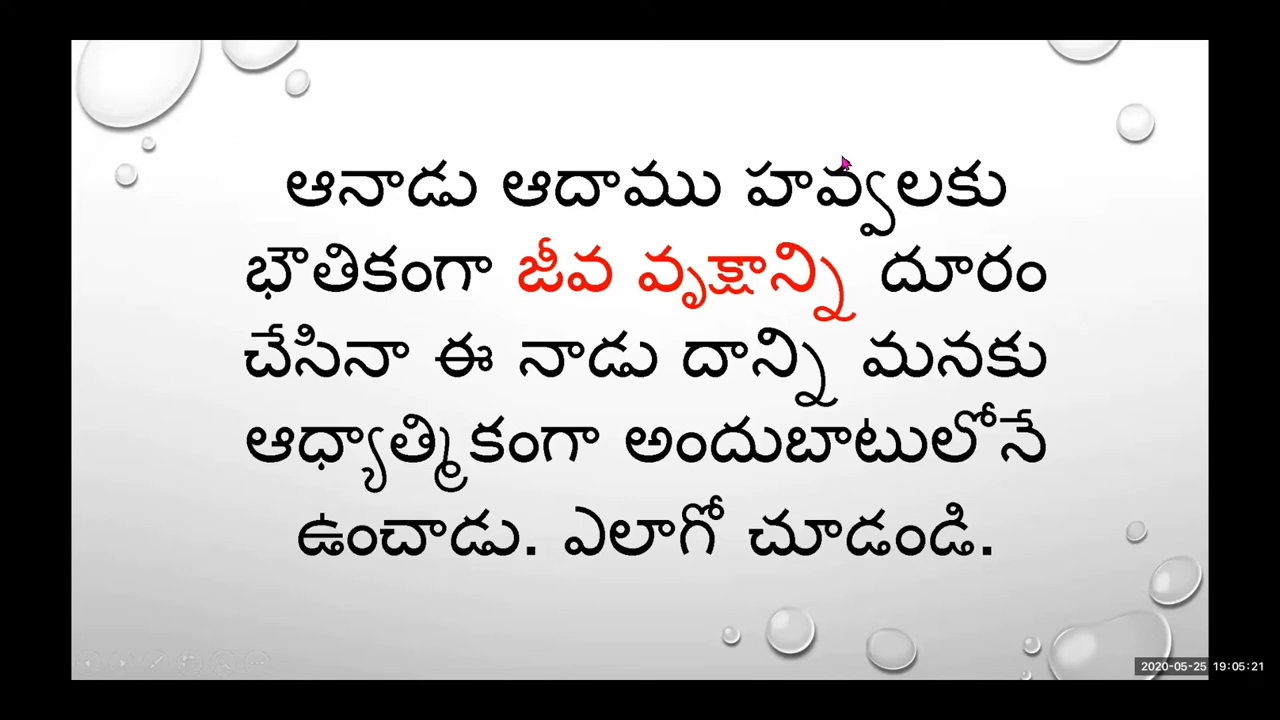 ఆనాడు ఆదాము హవ్వలకు
భౌతికంగా జీవ వృక్షాన్ని దూరం
చేసినా ఈ నాడు దాన్ని మనకు
ఆధ్యాత్మికంగా అందుబాటులోనే
ఉంచాడు. ఎలాగో చూడండి.
2020-05-25 19:05:21